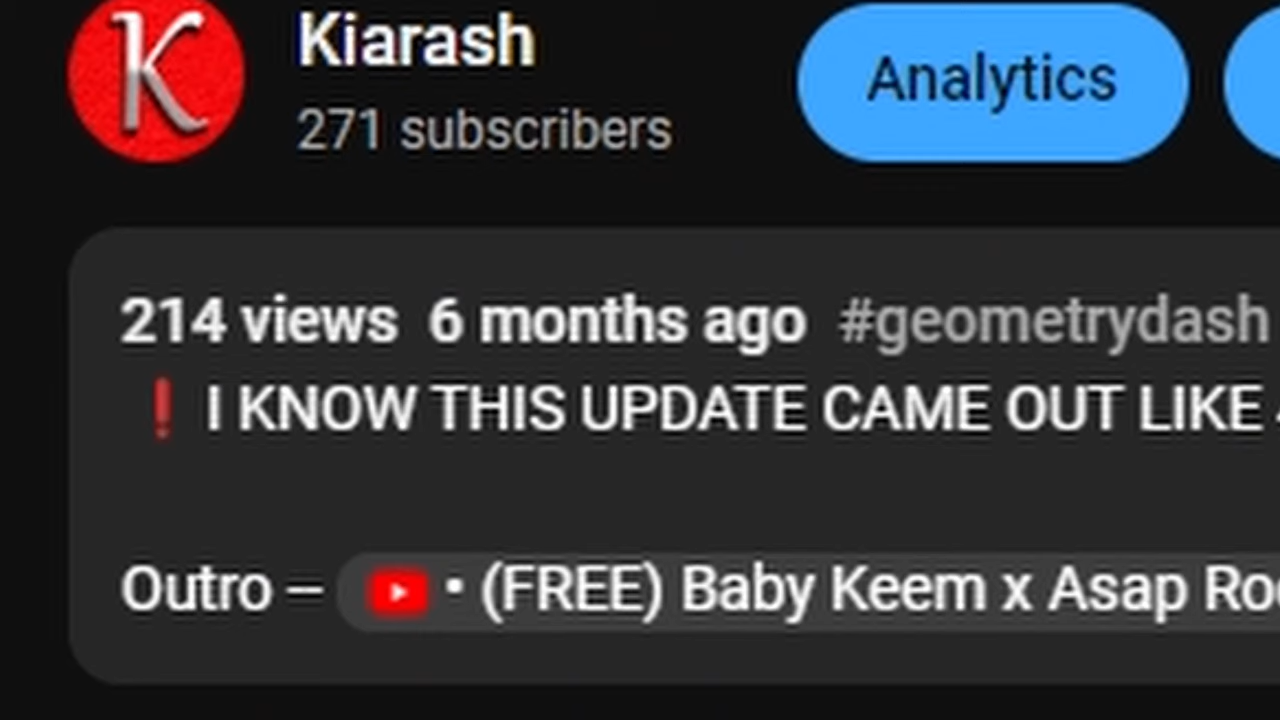 K
Kiarash
271 subscribers
Analytics
214 views 6 months ago #geometrydash
❗ I KNOW THIS UPDATE CAME OUT LIKE
Outro – • (FREE) Baby Keem x Asap